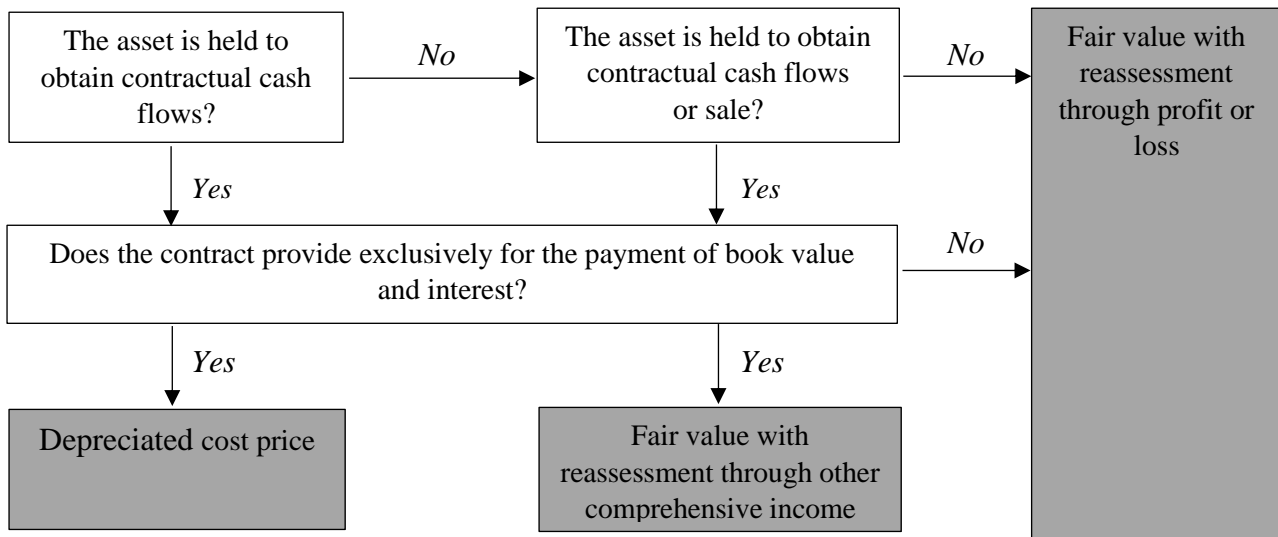 The asset is held to
obtain contractual cash
flows?
No
The asset is held to obtain
contractual cash flows
or sale?
No
Fair value with
reassessment
through profit or
loss
Yes
Yes
Does the contract provide exclusively for the payment of book value
and interest?
No
Yes
Yes
Depreciated cost price
Fair value with
reassessment through other
comprehensive income